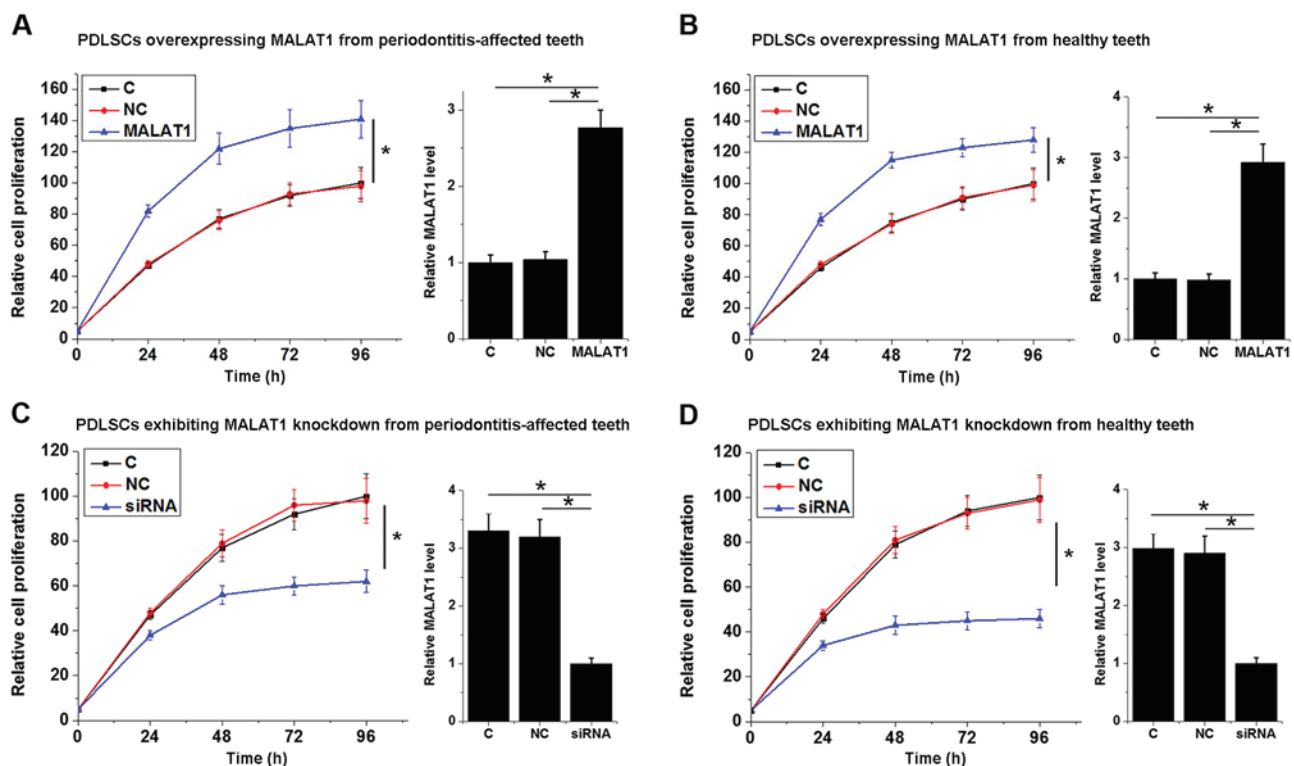 A
PDLSCs overexpressing MALAT1 from periodontitis-affected teeth
C
NC
MALAT1
Relative cell proliferation
160
140
120
100
80
60
40
20
0
0 24 48 72 96
Time (h)
*
Relative MALAT1 level
3
2
1
0
* 
*
C NC MALAT1
B
PDLSCs overexpressing MALAT1 from healthy teeth
C
NC
MALAT1
Relative cell proliferation
160
140
120
100
80
60
40
20
0
0 24 48 72 96
Time (h)
*
Relative MALAT1 level
4
3
2
1
0
*
*
C NC MALAT1
C
PDLSCs exhibiting MALAT1 knockdown from periodontitis-affected teeth
C
NC
siRNA
Relative cell proliferation
120
100
80
60
40
20
0
0 24 48 72 96
Time (h)
*
Relative MALAT1 level
4
3
2
1
0
*
*
C NC siRNA
D
PDLSCs exhibiting MALAT1 knockdown from healthy teeth
C
NC
siRNA
Relative cell proliferation
120
100
80
60
40
20
0
0 24 48 72 96
Time (h)
*
Relative MALAT1 level
4
3
2
1
0
*
*
C NC siRNA